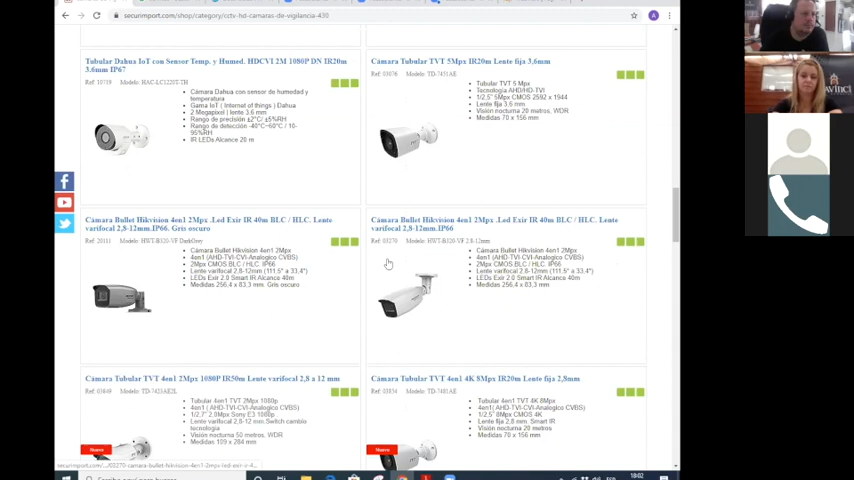 securimport.com/shop/category/cctv-hd-camaras-de-vigilancia-430
Tubular Dahua IoT con Sensor Temp. y Humed. HDCVI 2M 1080P DN IR20m
3.6mm IP67
Ref: 10719 Modelo: HAC-LC1220T-TH
Cámara Dahua con sensor de humedad y
temperatura
Gama IoT ( Internot of things ) Dahua
2 Megapixel | lente 3,6 mm
Rango de precisión ±2°C/ ±5%RH
Rango de detección -40°C~60°C / 10-
95%RH
IR LEDs Alcance 20 m
Cámara Tubular TVT 5Mpx IR20m Lente fija 3,6mm
Ref: 03076 Modelo: TD-7451AE
Tubular TVT 5 Mpx
Tecnología AHD/HD-TVI
1/2,5" 5Mpx CMOS 2592 x 1944
Lente fija 3,6 mm
Visión nocturna 20 metros, WDR
Medidas 70 x 156 mm
Cámara Bullet Hikvision 4en1 2Mpx .Led Exir IR 40m BLC / HLC. Lente
varifocal 2,8-12mm.IP66. Gris oscuro
Ref: 20111 Modelo: HWT-B320-VF DarkGrey
Cámara Bullet Hikvision 4en1 2Mpx
4en1 (AHD-TVI-CVI-Analogico CVBS)
2Mpx CMOS.BLC / HLC. IP66
Lente varifocal 2,8-12mm (111,5° a 33,4°)
LEDs Exir 2.0 Smart IR Alcance 40m
Medidas 256,4 x 83,3 mm. Gris oscuro
Cámara Bullet Hikvision 4en1 2Mpx .Led Exir IR 40m BLC / HLC. Lente
varifocal 2,8-12mm.IP66
Ref: 03270 Modelo: HWT-B320-VF 2.8-12mm
Cámara Bullet Hikvision 4en1 2Mpx
4en1 (AHD-TVI-CVI-Analogico CVBS)
2Mpx CMOS.BLC / HLC. IP66
Lente varifocal 2,8-12mm (111,5° a 33,4°)
LEDs Exir 2.0 Smart IR Alcance 40m
Medidas 256,4 x 83,3 mm
Cámara Tubular TVT 4en1 2Mpx 1080P IR50m Lente varifocal 2,8 a 12 mm
Ref: 03849 Modelo: TD-7423AE2L
Tubular 4en1 TVT 2Mpx 1080p
4en1 ( AHD-TVI-CVI-Analogico CVBS)
1/2,7" 2.0Mpx Sony E3 1080p
Lente varifocal 2,8-12 mm.Switch cambio
tecnología
Visión nocturna 50 metros, WDR
Medidas 109 x 284 mm
Nuevo
Cámara Tubular TVT 4en1 4K 8Mpx IR20m Lente fija 2,8mm
Ref: 03854 Modelo: TD-7481AE
Tubular 4en1 TVT 4K 8Mpx
4en1( AHD-TVI-CVI-Analogico CVBS)
1/2,5" 8Mpx CMOS 4K
Lente fija 2,8 mm. Smart IR
Visión nocturna 20 metros
Medidas 70 x 156 mm
Nuevo
18:02